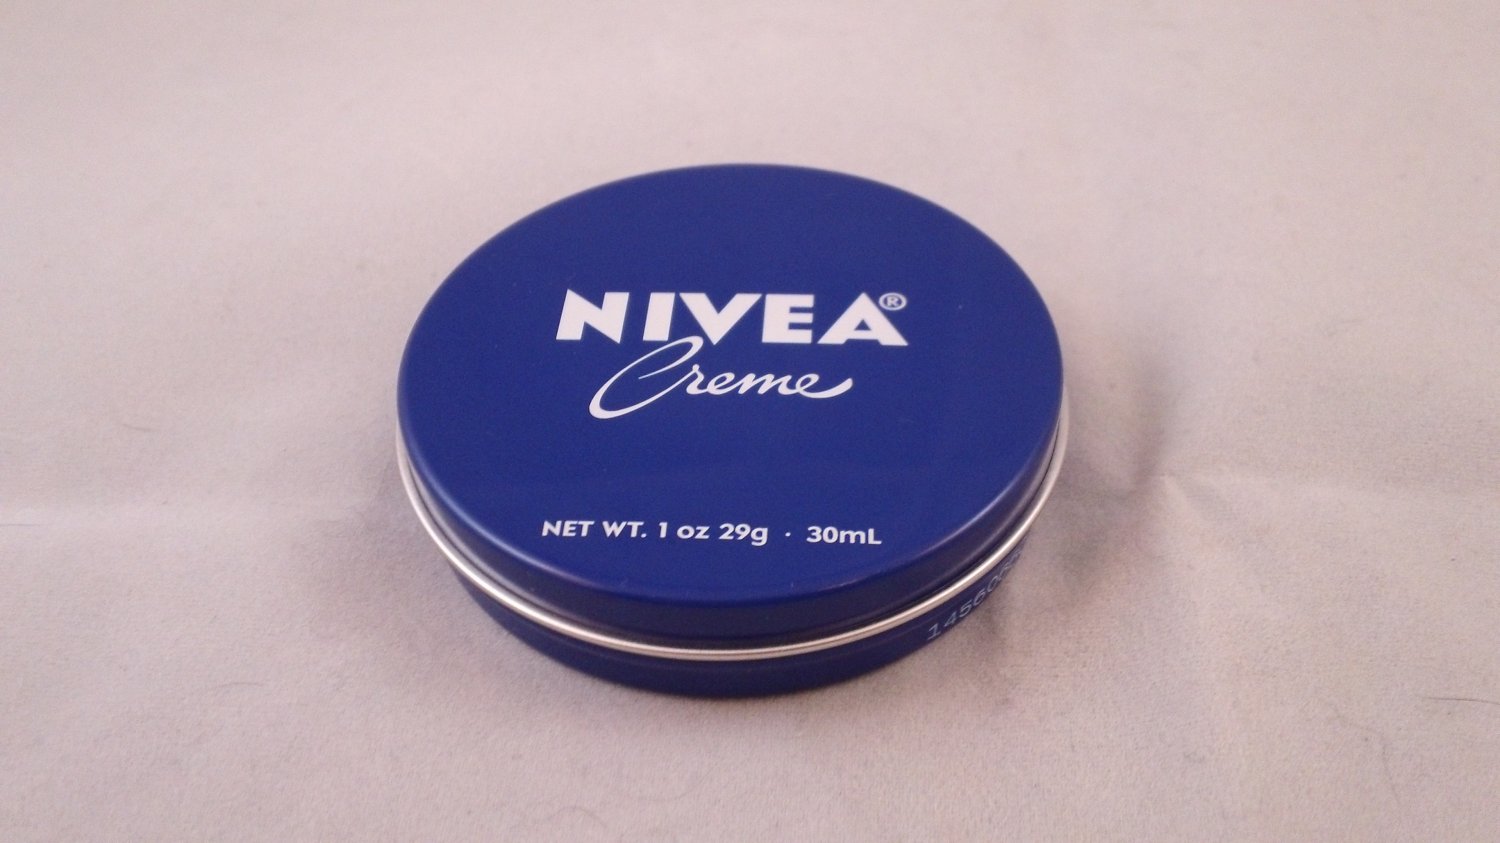 NIVEA®
Creme
NET WT. 1 oz 29g · 30mL